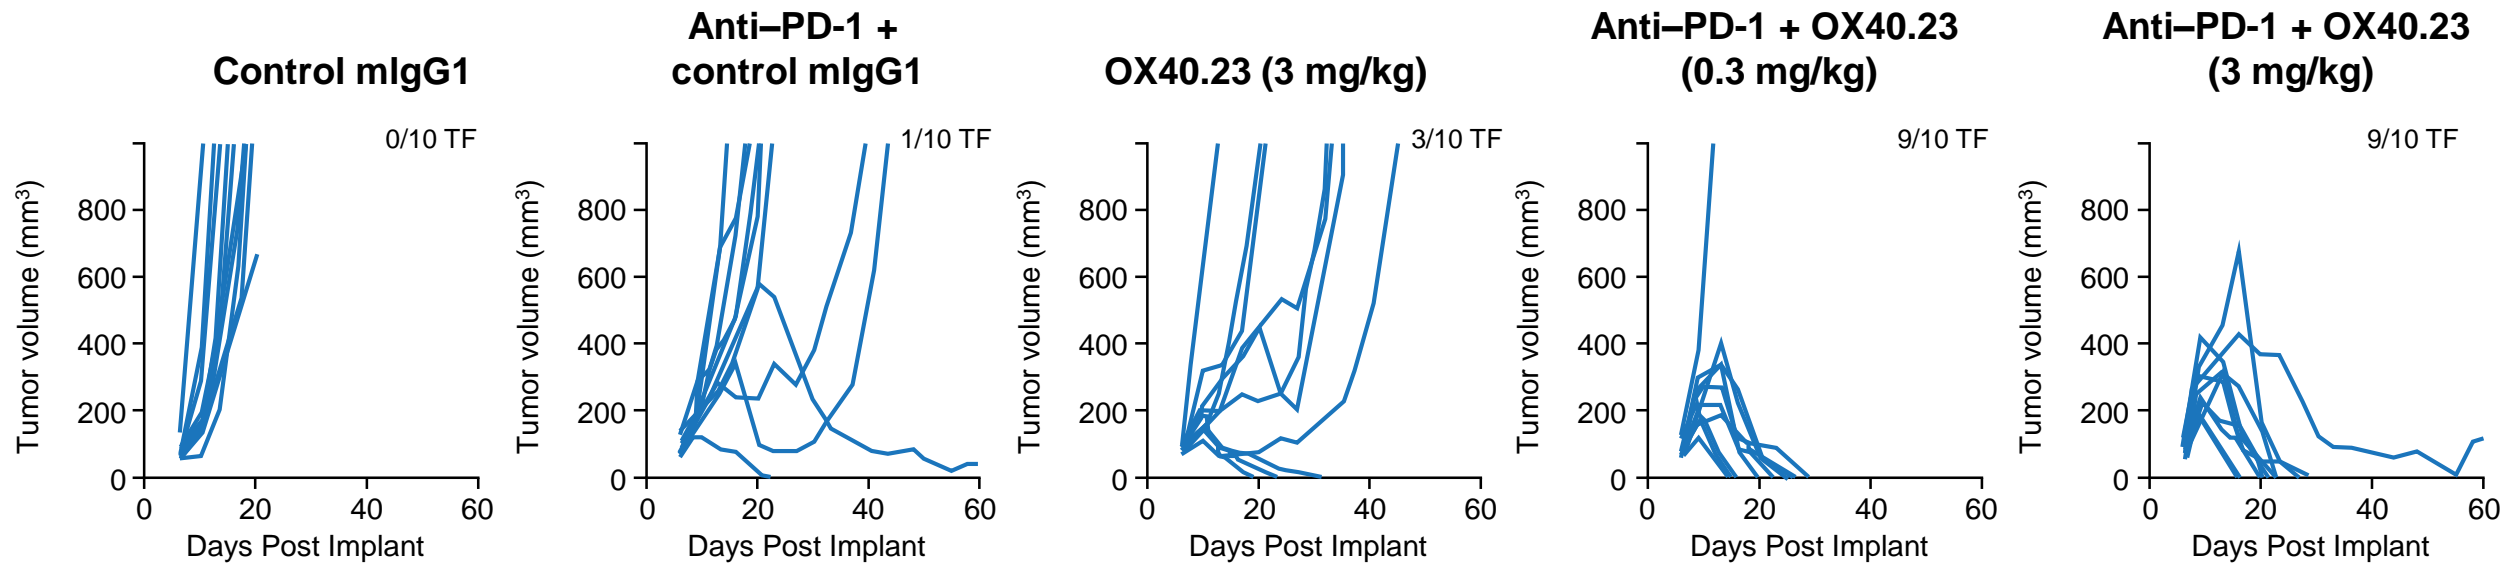 Control mIgG1
0/10 TF
Tumor volume (mm³)
800
600
400
200
0
0 20 40 60
Days Post Implant
Anti–PD-1 +
control mIgG1
1/10 TF
Tumor volume (mm³)
800
600
400
200
0
0 20 40 60
Days Post Implant
OX40.23 (3 mg/kg)
3/10 TF
Tumor volume (mm³)
800
600
400
200
0
0 20 40 60
Days Post Implant
Anti–PD-1 + OX40.23
(0.3 mg/kg)
9/10 TF
Tumor volume (mm³)
800
600
400
200
0
0 20 40 60
Days Post Implant
Anti–PD-1 + OX40.23
(3 mg/kg)
9/10 TF
Tumor volume (mm³)
800
600
400
200
0
0 20 40 60
Days Post Implant